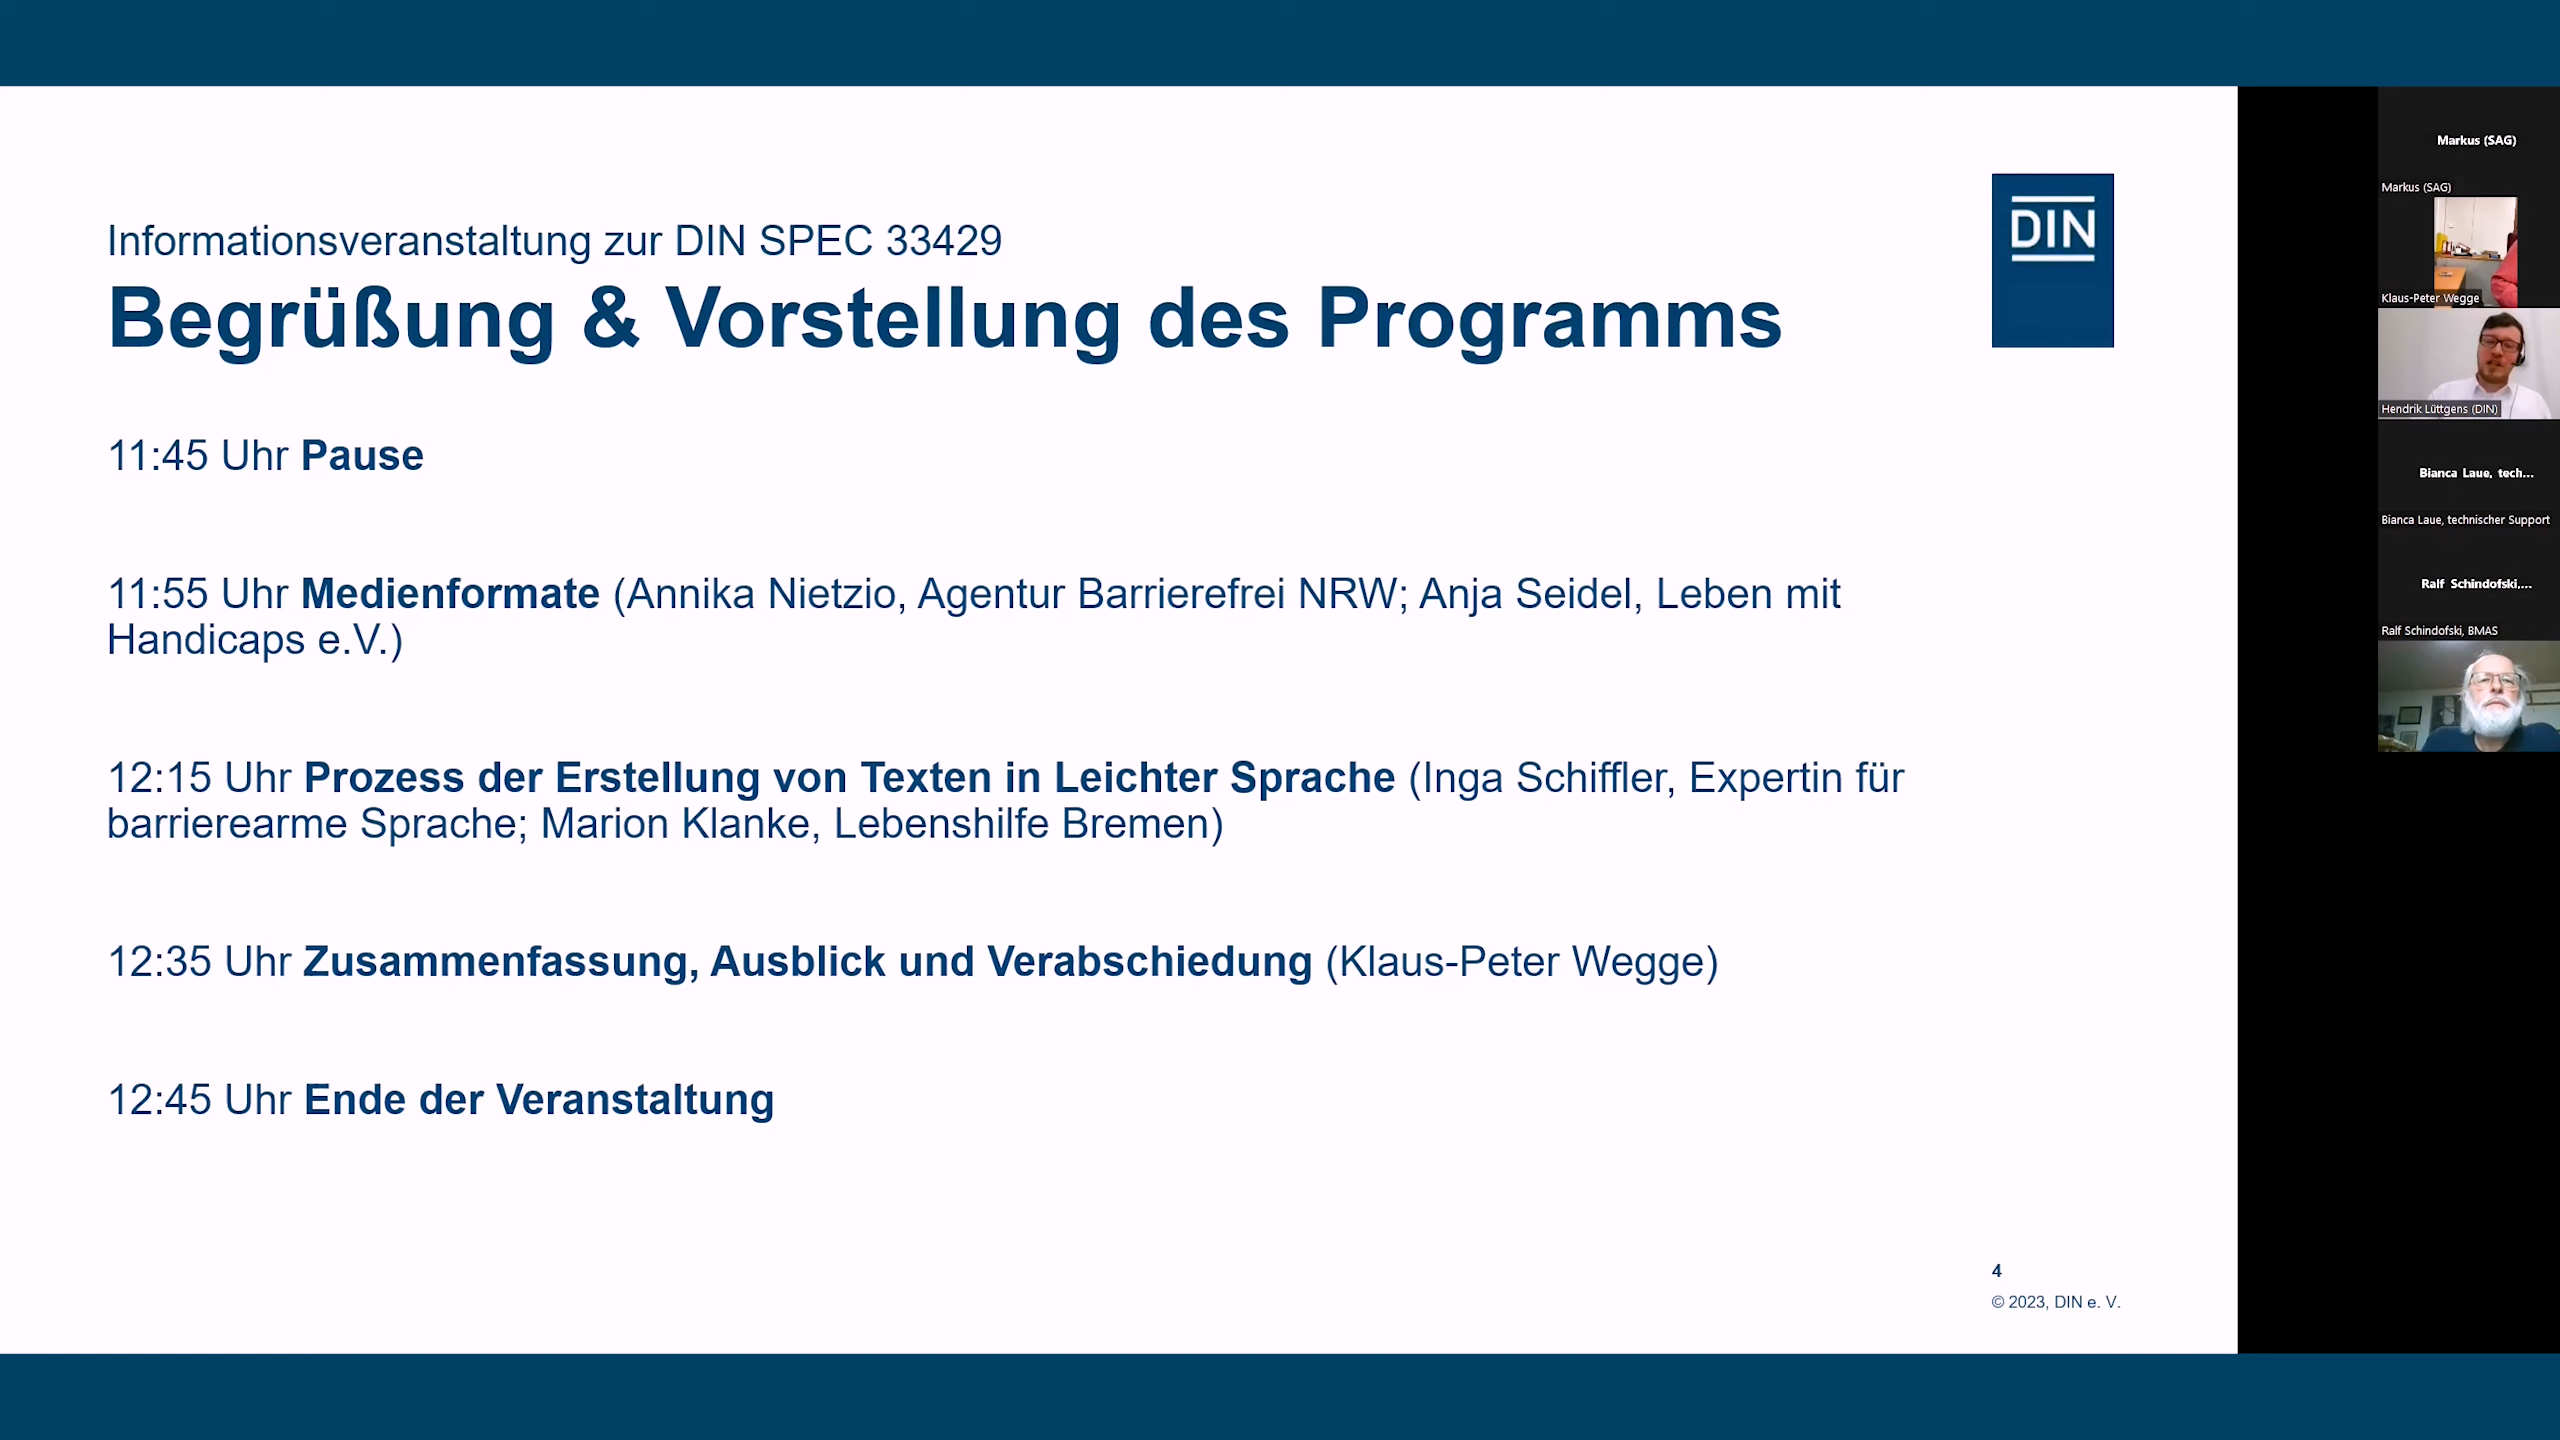 Informationsveranstaltung zur DIN SPEC 33429
Begrüßung & Vorstellung des Programms
DIN
11:45 Uhr Pause
11:55 Uhr Medienformate (Annika Nietzio, Agentur Barrierefrei NRW; Anja Seidel, Leben mit
Handicaps e.V.)
12:15 Uhr Prozess der Erstellung von Texten in Leichter Sprache (Inga Schiffler, Expertin für
barrierearme Sprache; Marion Klanke, Lebenshilfe Bremen)
12:35 Uhr Zusammenfassung, Ausblick und Verabschiedung (Klaus-Peter Wegge)
12:45 Uhr Ende der Veranstaltung
4
© 2023, DIN e. V.
Markus (SAG)
Markus (SAG)
Klaus-Peter Wegge
Hendrik Lüttgens (DIN)
Bianca Laue, tech...
Bianca Laue, technischer Support
Ralf Schindofski,...
Ralf Schindofski, BMAS